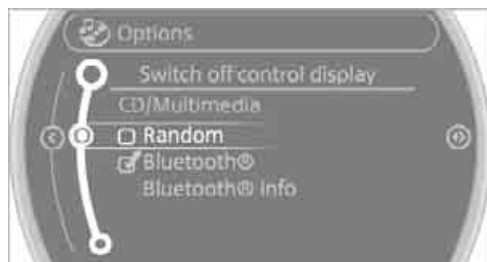 Options
Switch off control display
CD/Multimedia
Random
Bluetooth®
Bluetooth® info